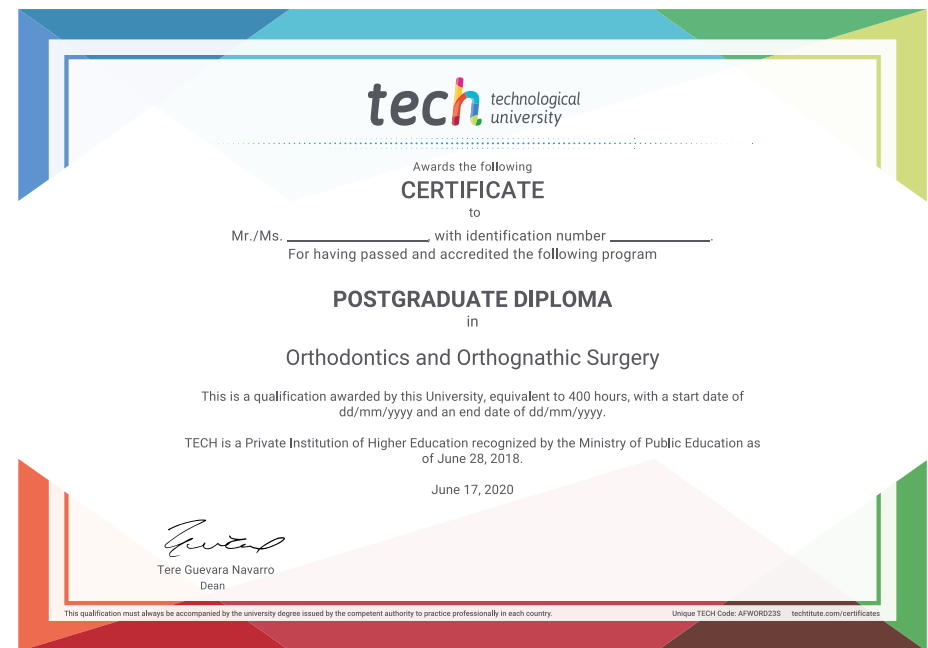 tech technological
university
Awards the following
CERTIFICATE
to
Mr./Ms. ____________________, with identification number ______________.
For having passed and accredited the following program
POSTGRADUATE DIPLOMA
in
Orthodontics and Orthognathic Surgery
This is a qualification awarded by this University, equivalent to 400 hours, with a start date of
dd/mm/yyyy and an end date of dd/mm/yyyy.
TECH is a Private Institution of Higher Education recognized by the Ministry of Public Education as
of June 28, 2018.
June 17, 2020
Tere Guevara Navarro
Dean
This qualification must always be accompanied by the university degree issued by the competent authority to practice professionally in each country. Unique TECH Code: AFWORD23S techtitute.com/certificates